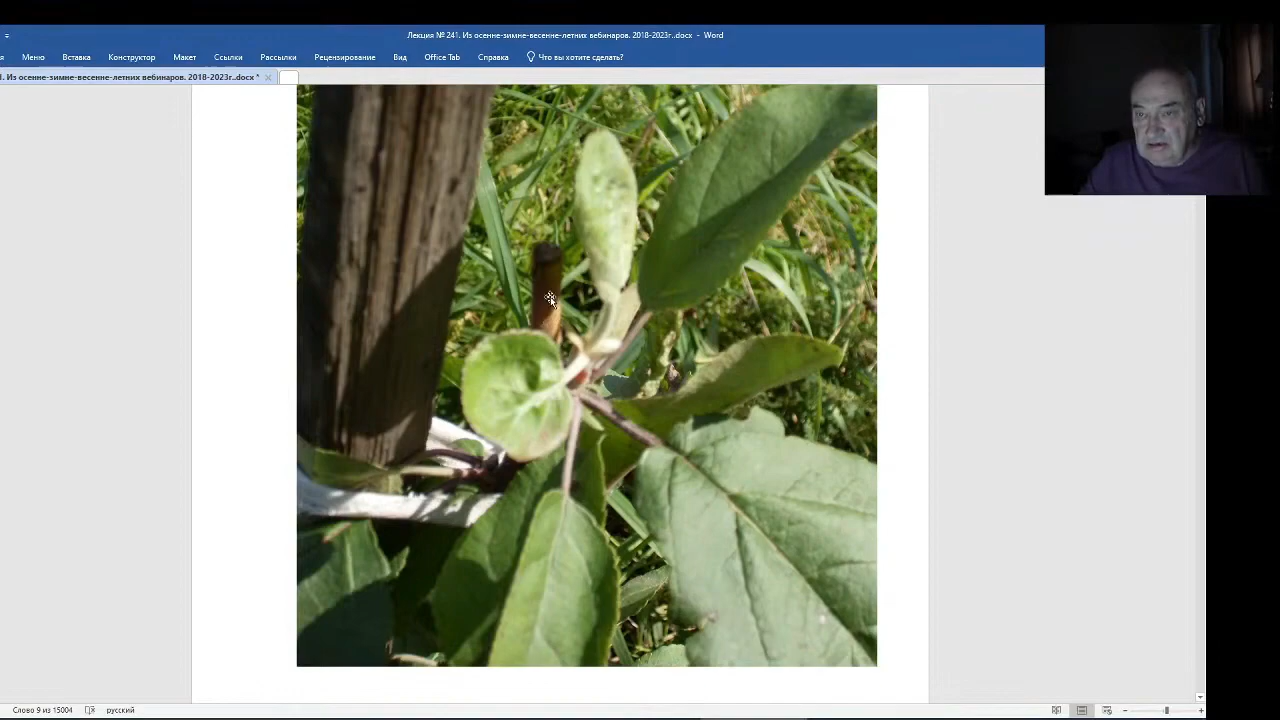 Лекция № 241. Из осенне-зимне-весенне-летних вебинаров. 2018-2023г..docx - Word
Меню Вставка Конструктор Макет Ссылки Рассылки Рецензирование Вид Office Tab Справка Что вы хотите сделать?
Из осенне-зимне-весенне-летних вебинаров. 2018-2023г..docx *
Слово 9 из 15004 русский